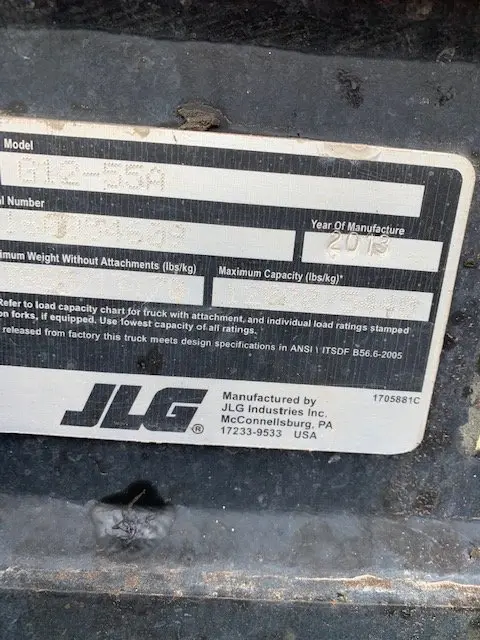 Model
G12-55A
al Number
Year Of Manufacture
2013
imum Weight Without Attachments (lbs/kg)
Maximum Capacity (lbs/kg)*
Refer to load capacity chart for truck with attachment, and individual load ratings stamped
on forks, if equipped. Use lowest capacity of all ratings.
released from factory this truck meets design specifications in ANSI \ ITSDF B56.6-2005
JLG®
Manufactured by
JLG Industries Inc.
McConnellsburg, PA
17233-9533 USA
1705881C